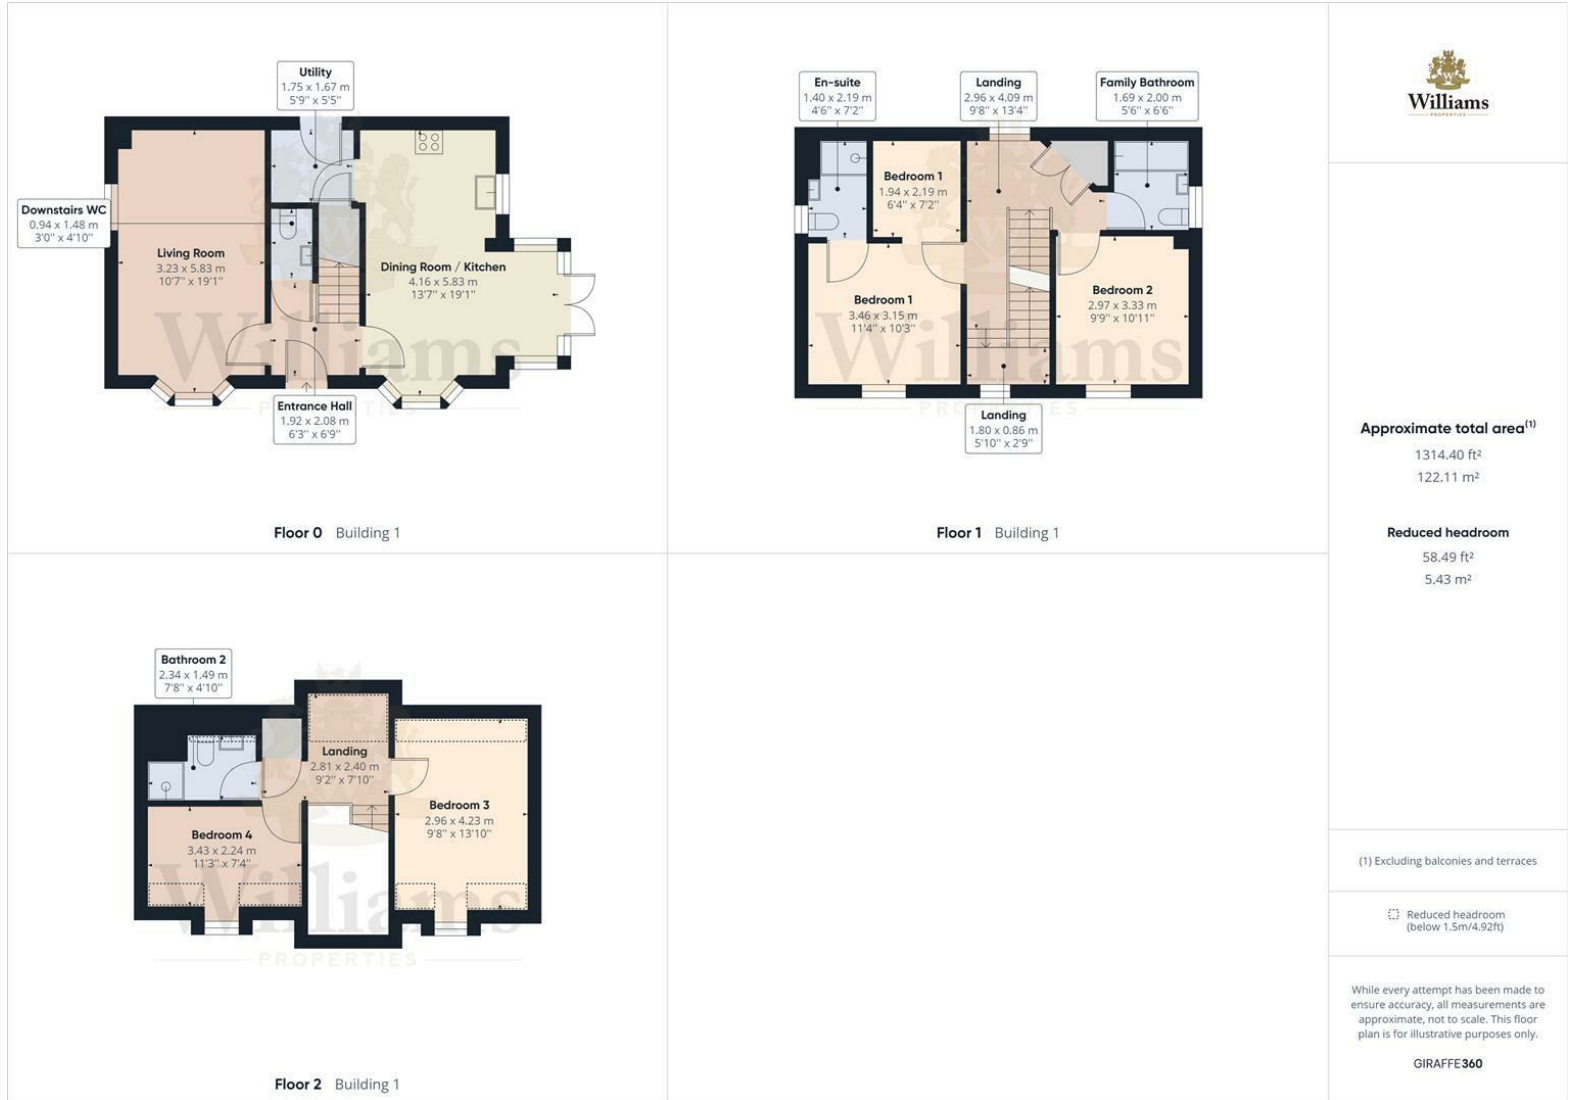 Utility
1.75 x 1.67 m
5'9" x 5'5"
Downstairs WC
0.94 x 1.48 m
3'0" x 4'10"
Living Room
3.23 x 5.83 m
10'7" x 19'1"
Dining Room / Kitchen
4.16 x 5.83 m
13'7" x 19'1"
Entrance Hall
1.92 x 2.08 m
6'3" x 6'9"
Williams
PROPERTIES
Floor 0 Building 1
En-suite
1.40 x 2.19 m
4'6" x 7'2"
Landing
2.96 x 4.09 m
9'8" x 13'4"
Family Bathroom
1.69 x 2.00 m
5'6" x 6'6"
Bedroom 1
1.94 x 2.19 m
6'4" x 7'2"
Bedroom 1
3.46 x 3.15 m
11'4" x 10'3"
Bedroom 2
2.97 x 3.33 m
9'9" x 10'11"
Landing
1.80 x 0.86 m
5'10" x 2'9"
Williams
PROPERTIES
Floor 1 Building 1
Bathroom 2
2.34 x 1.49 m
7'8" x 4'10"
Landing
2.81 x 2.40 m
9'2" x 7'10"
Bedroom 3
2.96 x 4.23 m
9'8" x 13'10"
Bedroom 4
3.43 x 2.24 m
11'3" x 7'4"
Williams
PROPERTIES
Floor 2 Building 1
Williams
PROPERTIES
Approximate total area(1)
1314.40 ft²
122.11 m²
Reduced headroom
58.49 ft²
5.43 m²
(1) Excluding balconies and terraces
Reduced headroom
(below 1.5m/4.92ft)
While every attempt has been made to
ensure accuracy, all measurements are
approximate, not to scale. This floor
plan is for illustrative purposes only.
GIRAFFE360